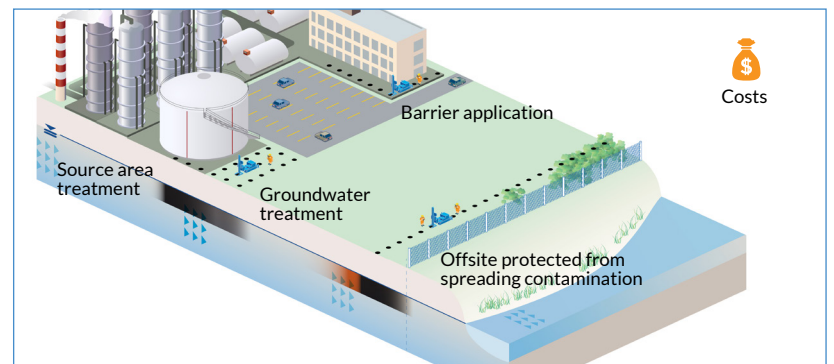 $
Costs
Barrier application
Source area
treatment
Groundwater
treatment
Offsite protected from
spreading contamination